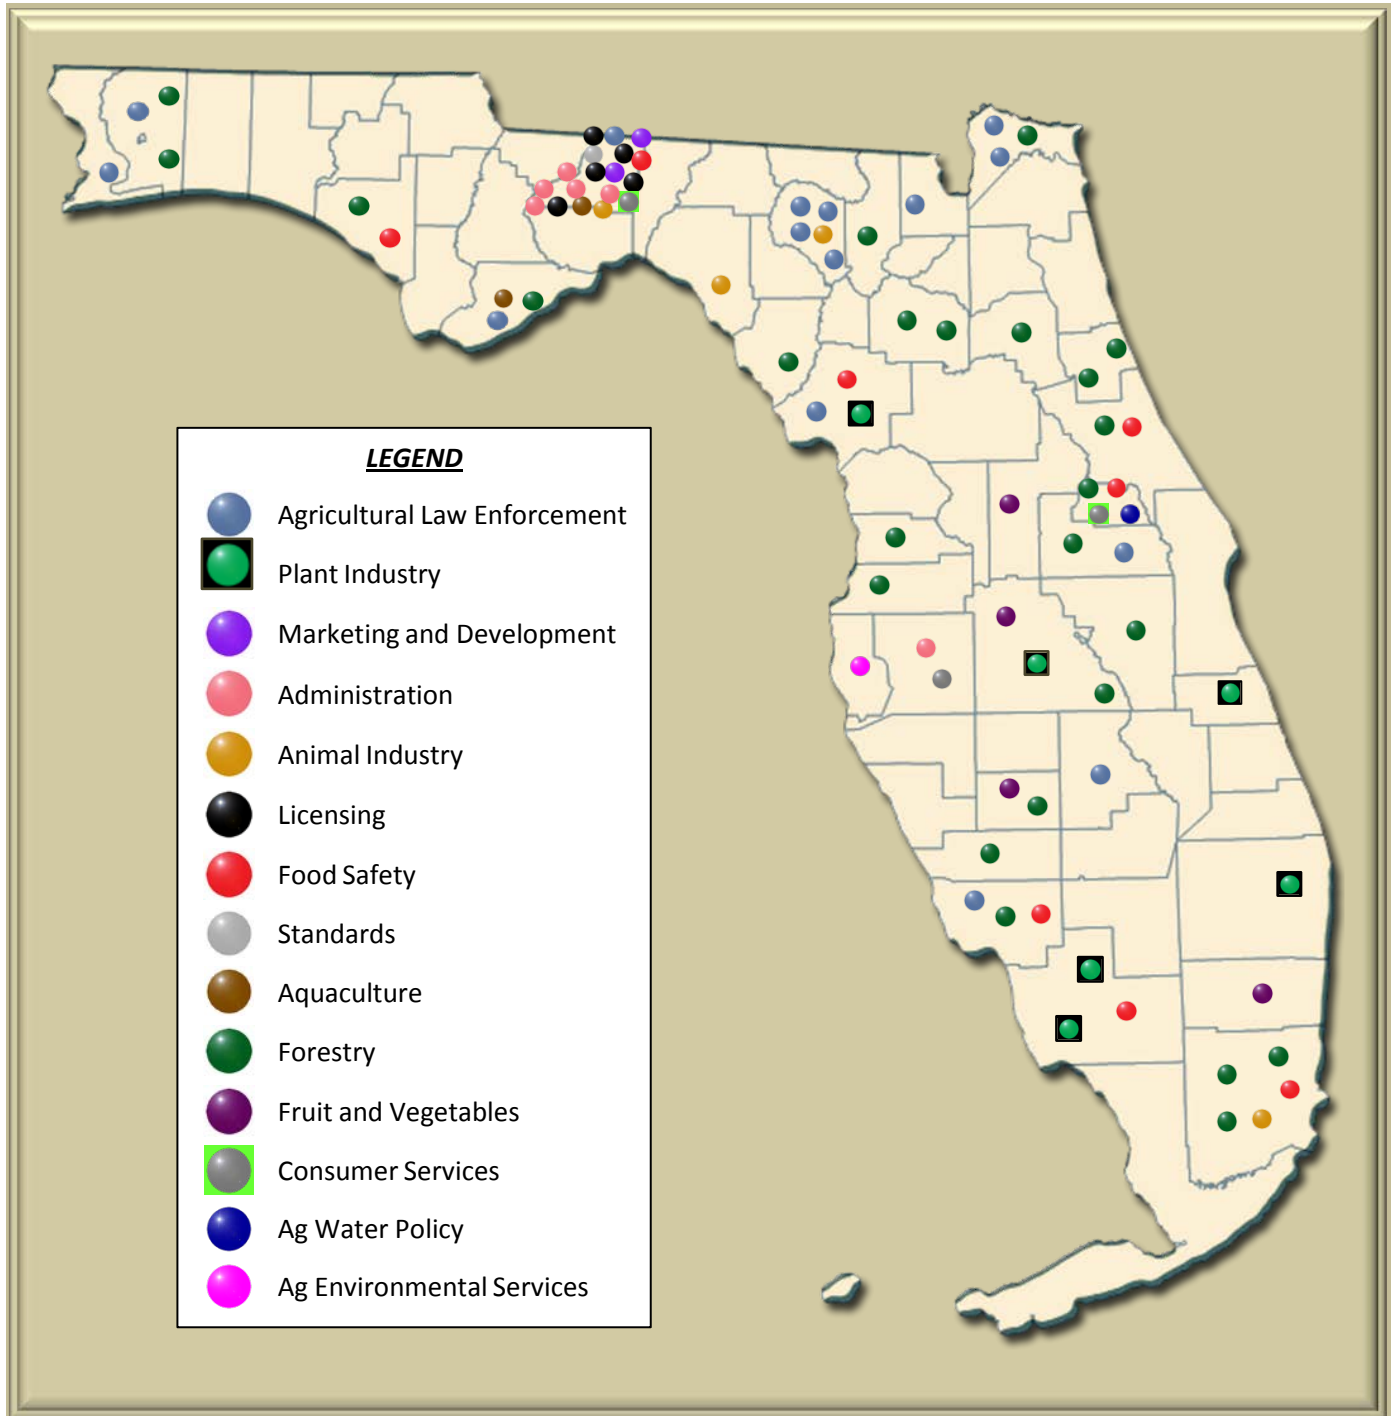 LEGEND
Agricultural Law Enforcement
Plant Industry
Marketing and Development
Administration
Animal Industry
Licensing
Food Safety
Standards
Aquaculture
Forestry
Fruit and Vegetables
Consumer Services
Ag Water Policy
Ag Environmental Services